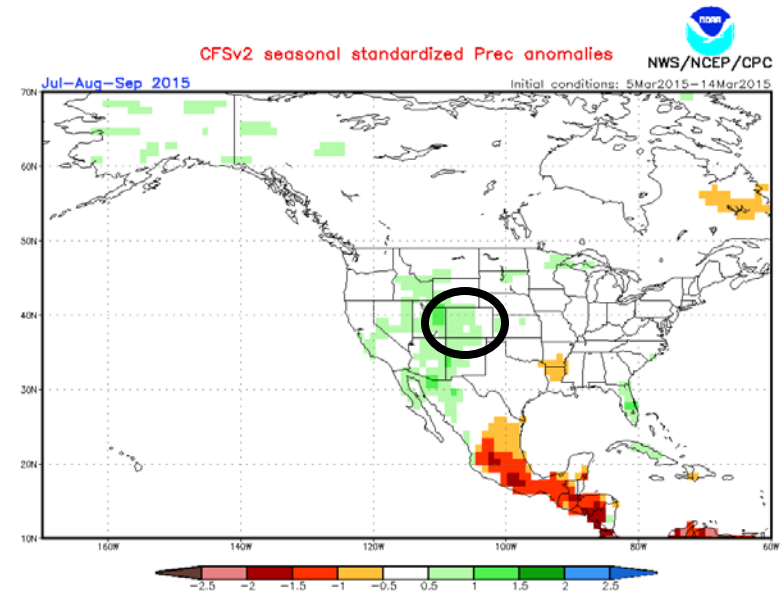 NOAA
CFSv2 seasonal standardized Prec anomalies
NWS/NCEP/CPC
Jul-Aug-Sep 2015
Initial conditions: 5Mar2015-14Mar2015
70N
60N
50N
40N
30N
20N
10N
160W 140W 120W 100W 80W 60W
-2.5 -2 -1.5 -1 -0.5 0.5 1 1.5 2 2.5